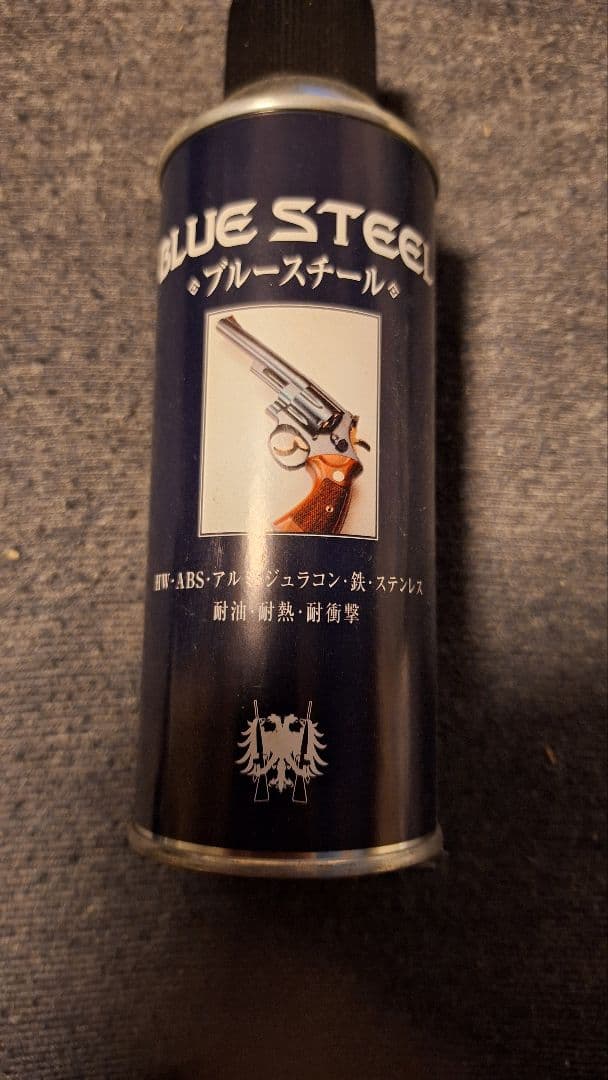 BLUE STEEL
ブルースチール
HW・ABS・アルミ・ジュラコン・鉄・ステンレス
耐油・耐熱・耐衝撃